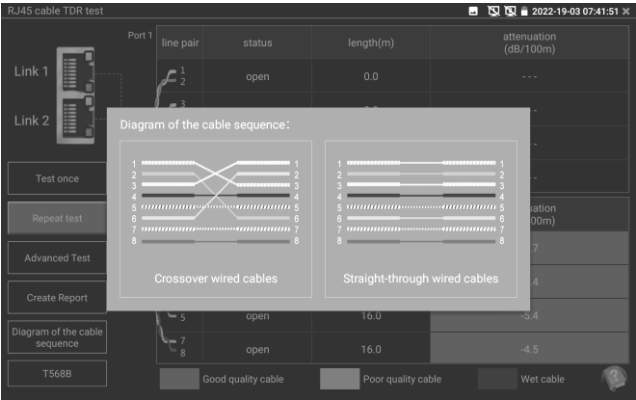 RJ45 cable TDR test
2022-19-03 07:41:51
Port 1
line pair
status
length(m)
attenuation
(dB/100m)
Link 1
Link 2
1
2
open
0.0
- - -
3
Diagram of the cable sequence:
1 1
2 2
3 3
4 4
5 5
6 6
7 7
8 8
Crossover wired cables
1 1
2 2
3 3
4 4
5 5
6 6
7 7
8 8
Straight-through wired cables
Test once
Repeat test
Advanced Test
Create Report
Diagram of the cable
sequence
T568B
5
open
16.0
-5.4
7
8
open
16.0
-4.5
Good quality cable
Poor quality cable
Wet cable